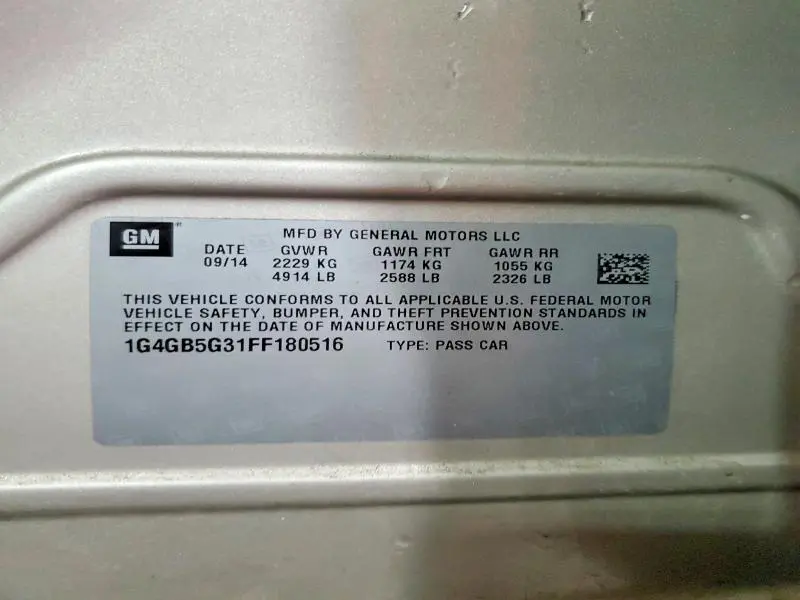 GM
MFD BY GENERAL MOTORS LLC
DATE GVWR GAWR FRT GAWR RR
09/14 2229 KG 1174 KG 1055 KG
4914 LB 2588 LB 2326 LB
THIS VEHICLE CONFORMS TO ALL APPLICABLE U.S. FEDERAL MOTOR
VEHICLE SAFETY, BUMPER, AND THEFT PREVENTION STANDARDS IN
EFFECT ON THE DATE OF MANUFACTURE SHOWN ABOVE.
1G4GB5G31FF180516 TYPE: PASS CAR